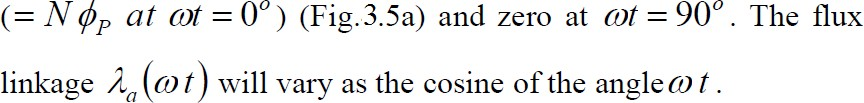 (= N ϕ_P at ωt = 0°) (Fig.3.5a) and zero at ωt = 90°. The flux
linkage λ_a(ωt) will vary as the cosine of the angle ω t.